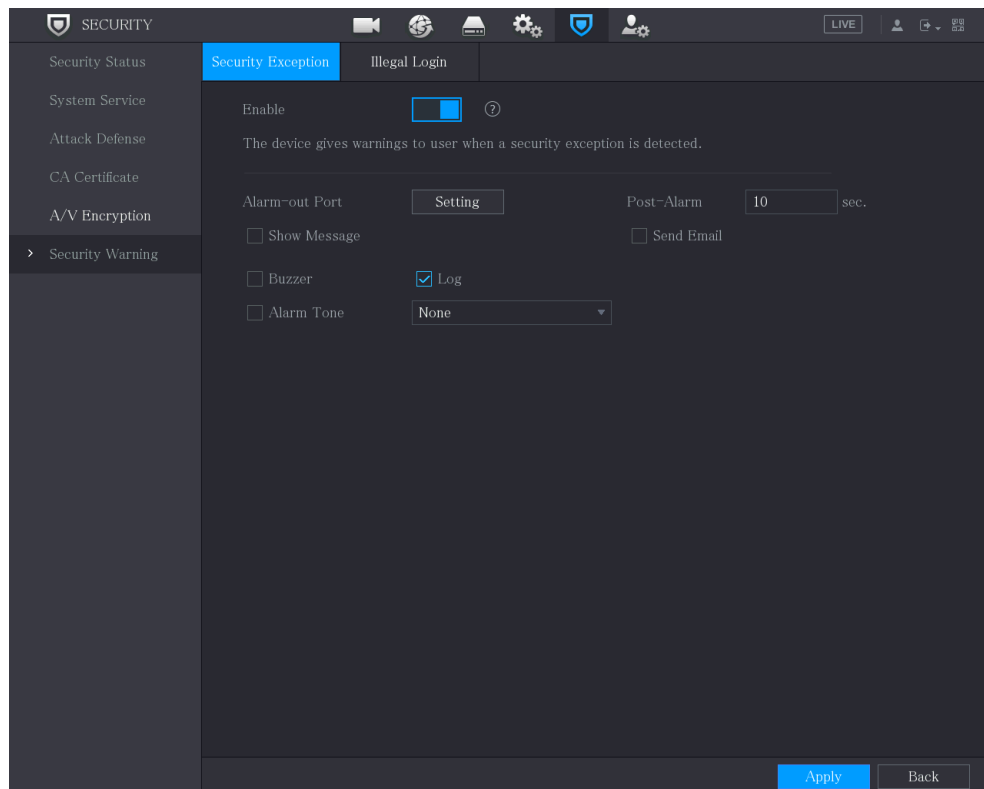 SECURITY
LIVE
Security Status
System Service
Attack Defense
CA Certificate
A/V Encryption
Security Warning
Security Exception Illegal Login
Enable ?
The device gives warnings to user when a security exception is detected.
Alarm-out Port Setting Post-Alarm 10 sec.
Show Message Send Email
Buzzer Log
Alarm Tone None
Apply Back